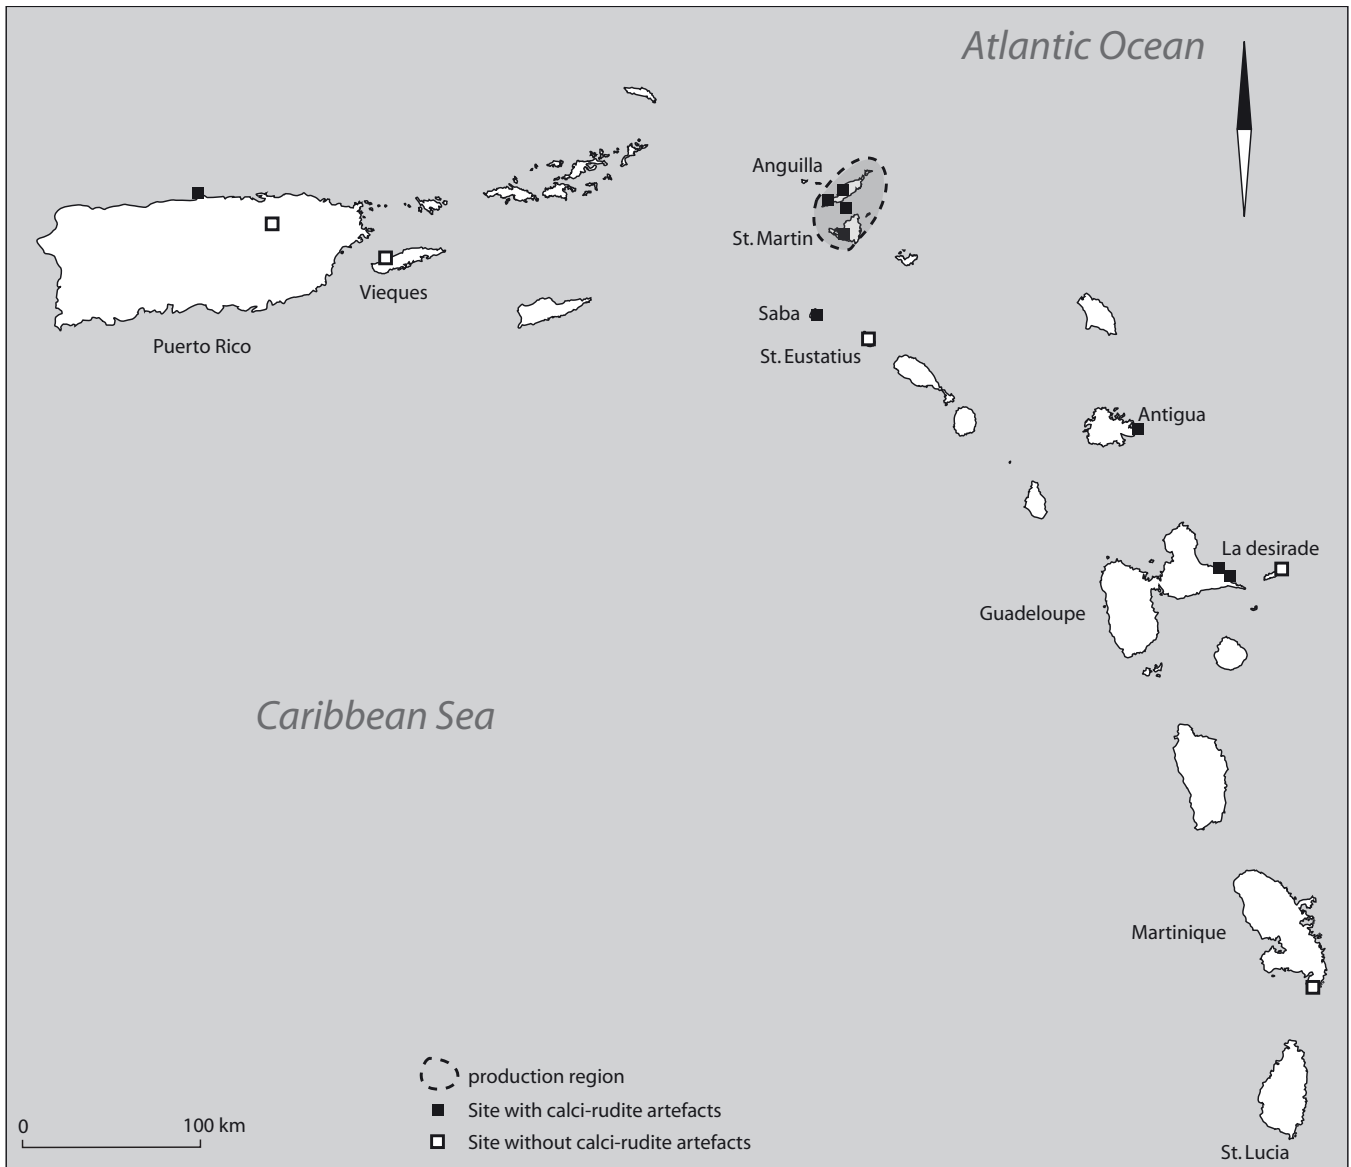 Atlantic Ocean
Anguilla
St. Martin
Vieques
Saba
Puerto Rico
St. Eustatius
Antigua
La desirade
Guadeloupe
Caribbean Sea
Martinique
production region
Site with calci-rudite artefacts
0 100 km
Site without calci-rudite artefacts
St. Lucia